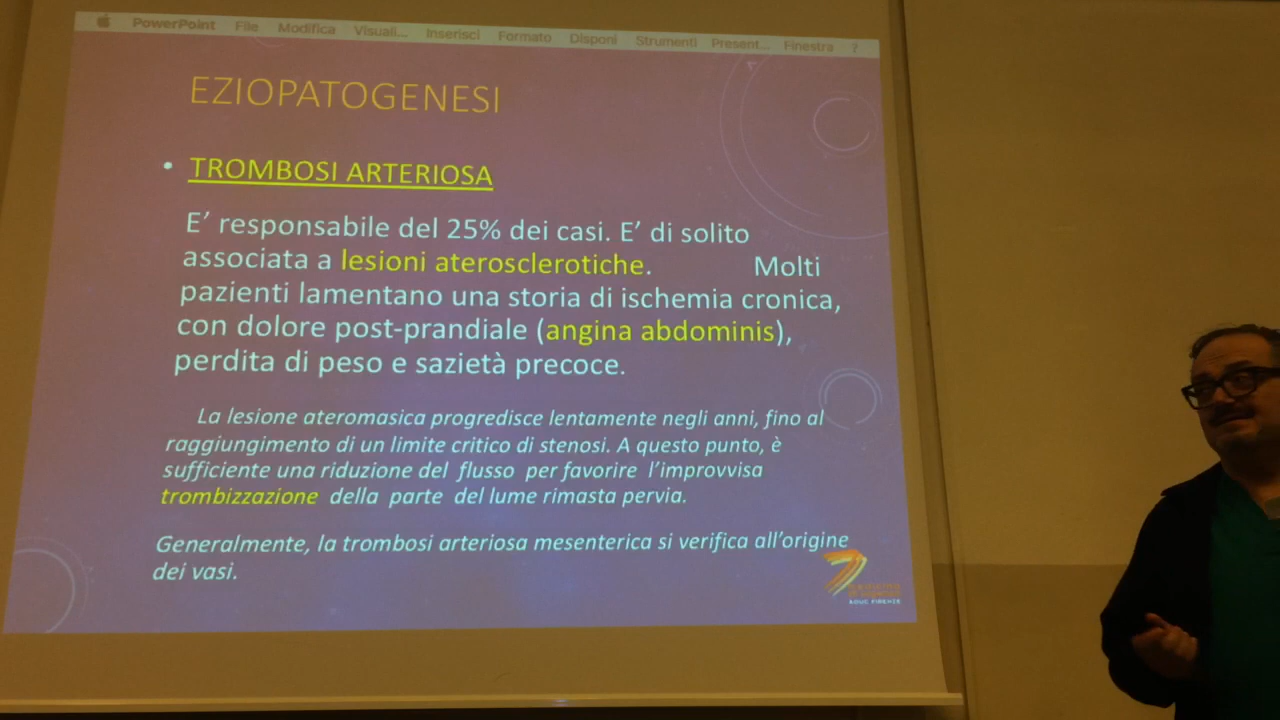 PowerPoint File Modifica Visuali... Inserisci Formato Disponi Strumenti Present... Finestra ?
EZIOPATOGENESI
• TROMBOSI ARTERIOSA
E' responsabile del 25% dei casi. E' di solito
associata a lesioni aterosclerotiche. Molti
pazienti lamentano una storia di ischemia cronica,
con dolore post-prandiale (angina abdominis),
perdita di peso e sazietà precoce.
La lesione ateromasica progredisce lentamente negli anni, fino al
raggiungimento di un limite critico di stenosi. A questo punto, è
sufficiente una riduzione del flusso per favorire l'improvvisa
trombizzazione della parte del lume rimasta pervia.
Generalmente, la trombosi arteriosa mesenterica si verifica all'origine
dei vasi.
AOUC FIRENZE